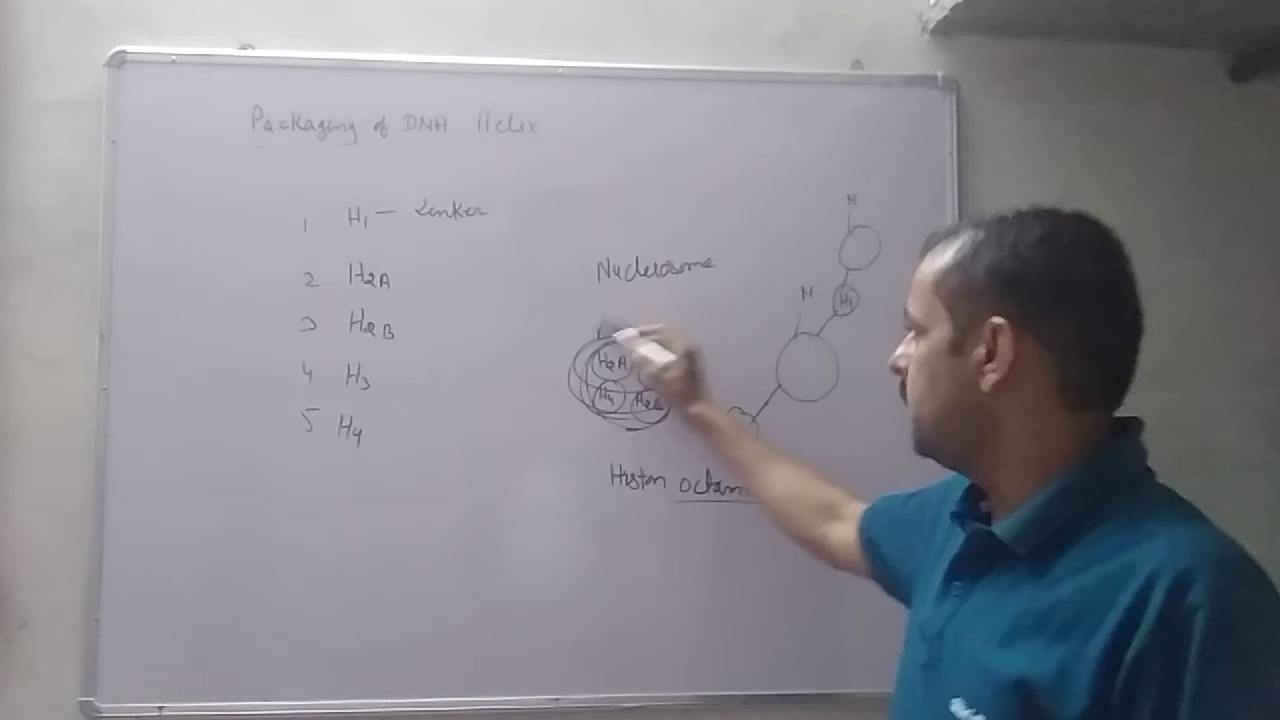 Packaging of DNA Helix
1 H1 — Linker
2 H2A
3 H2B
4 H3
5 H4
Nucleosome
H2A
H4 H2B
Histon
H
H1
H